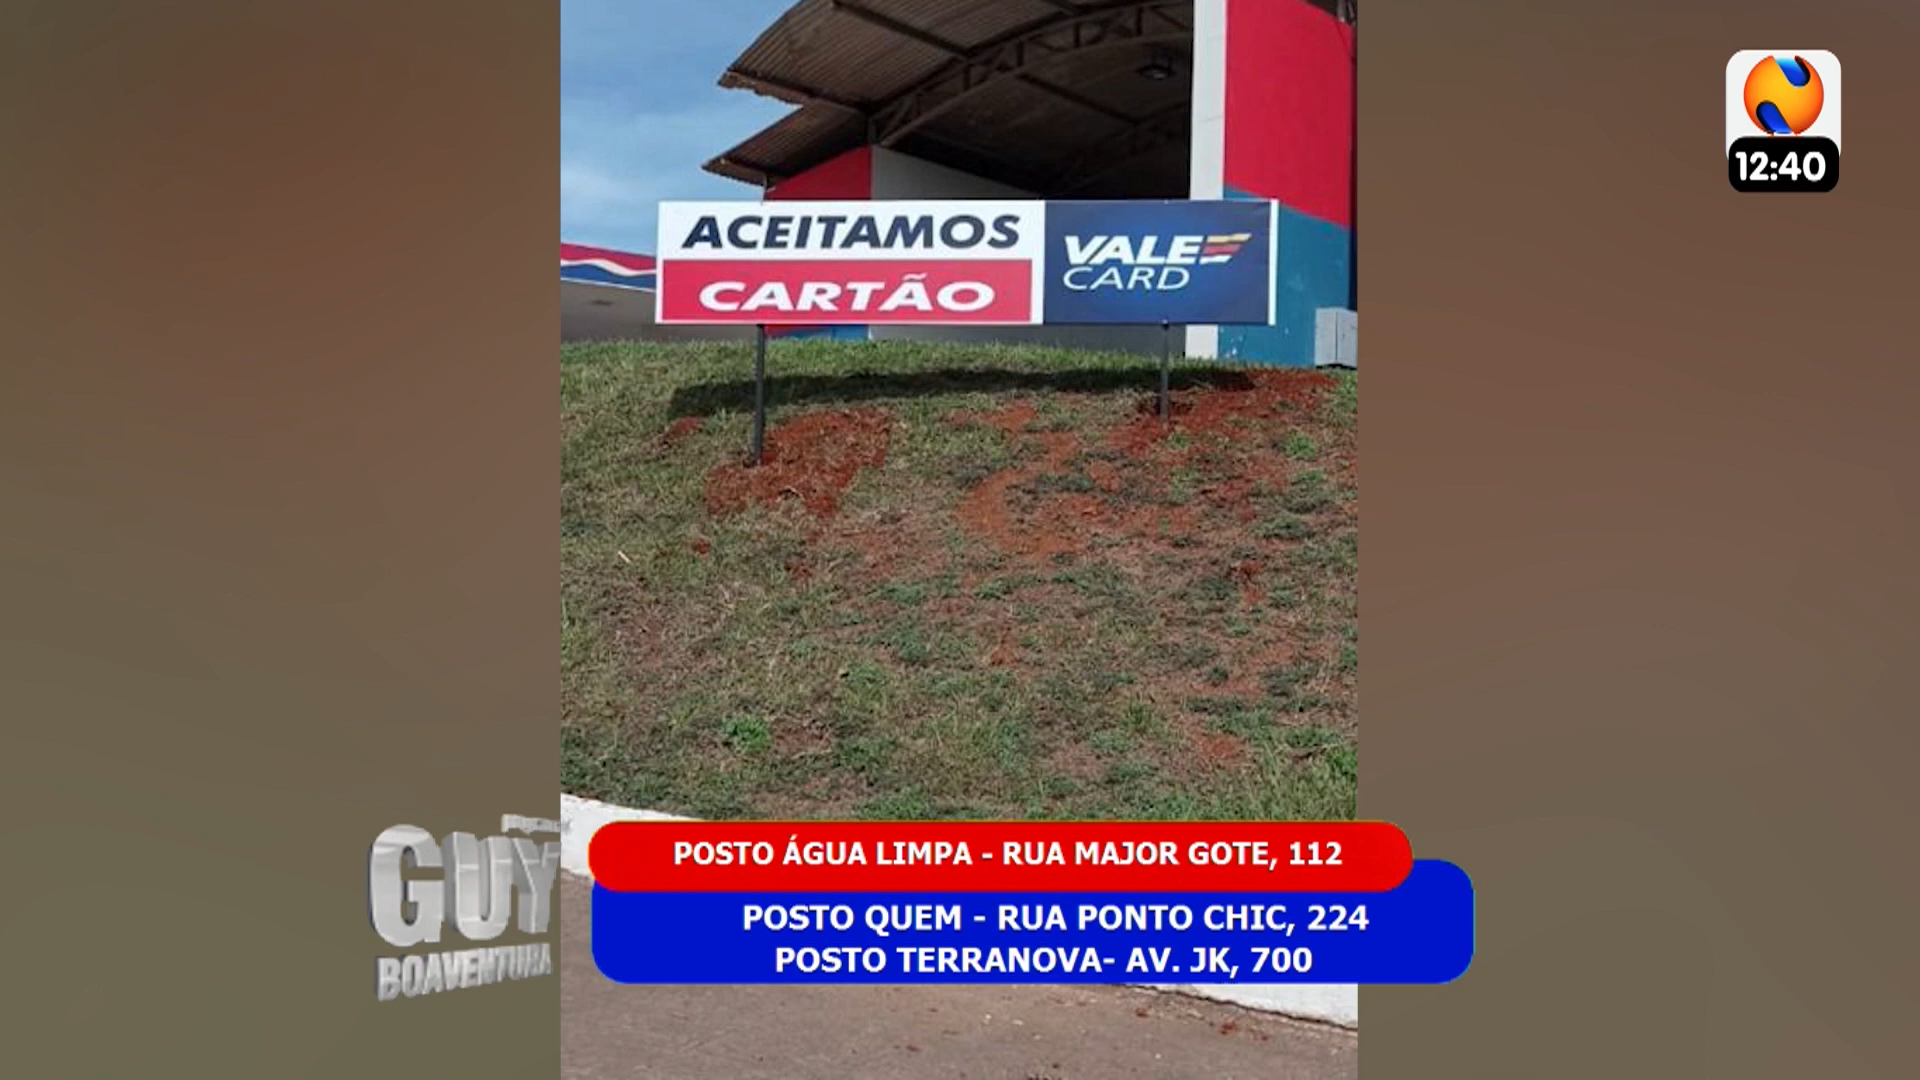 12:40
ACEITAMOS
CARTÃO
VALE
CARD
GUY
BOAVENTURA
POSTO ÁGUA LIMPA - RUA MAJOR GOTE, 112
POSTO QUEM - RUA PONTO CHIC, 224
POSTO TERRANOVA- AV. JK, 700